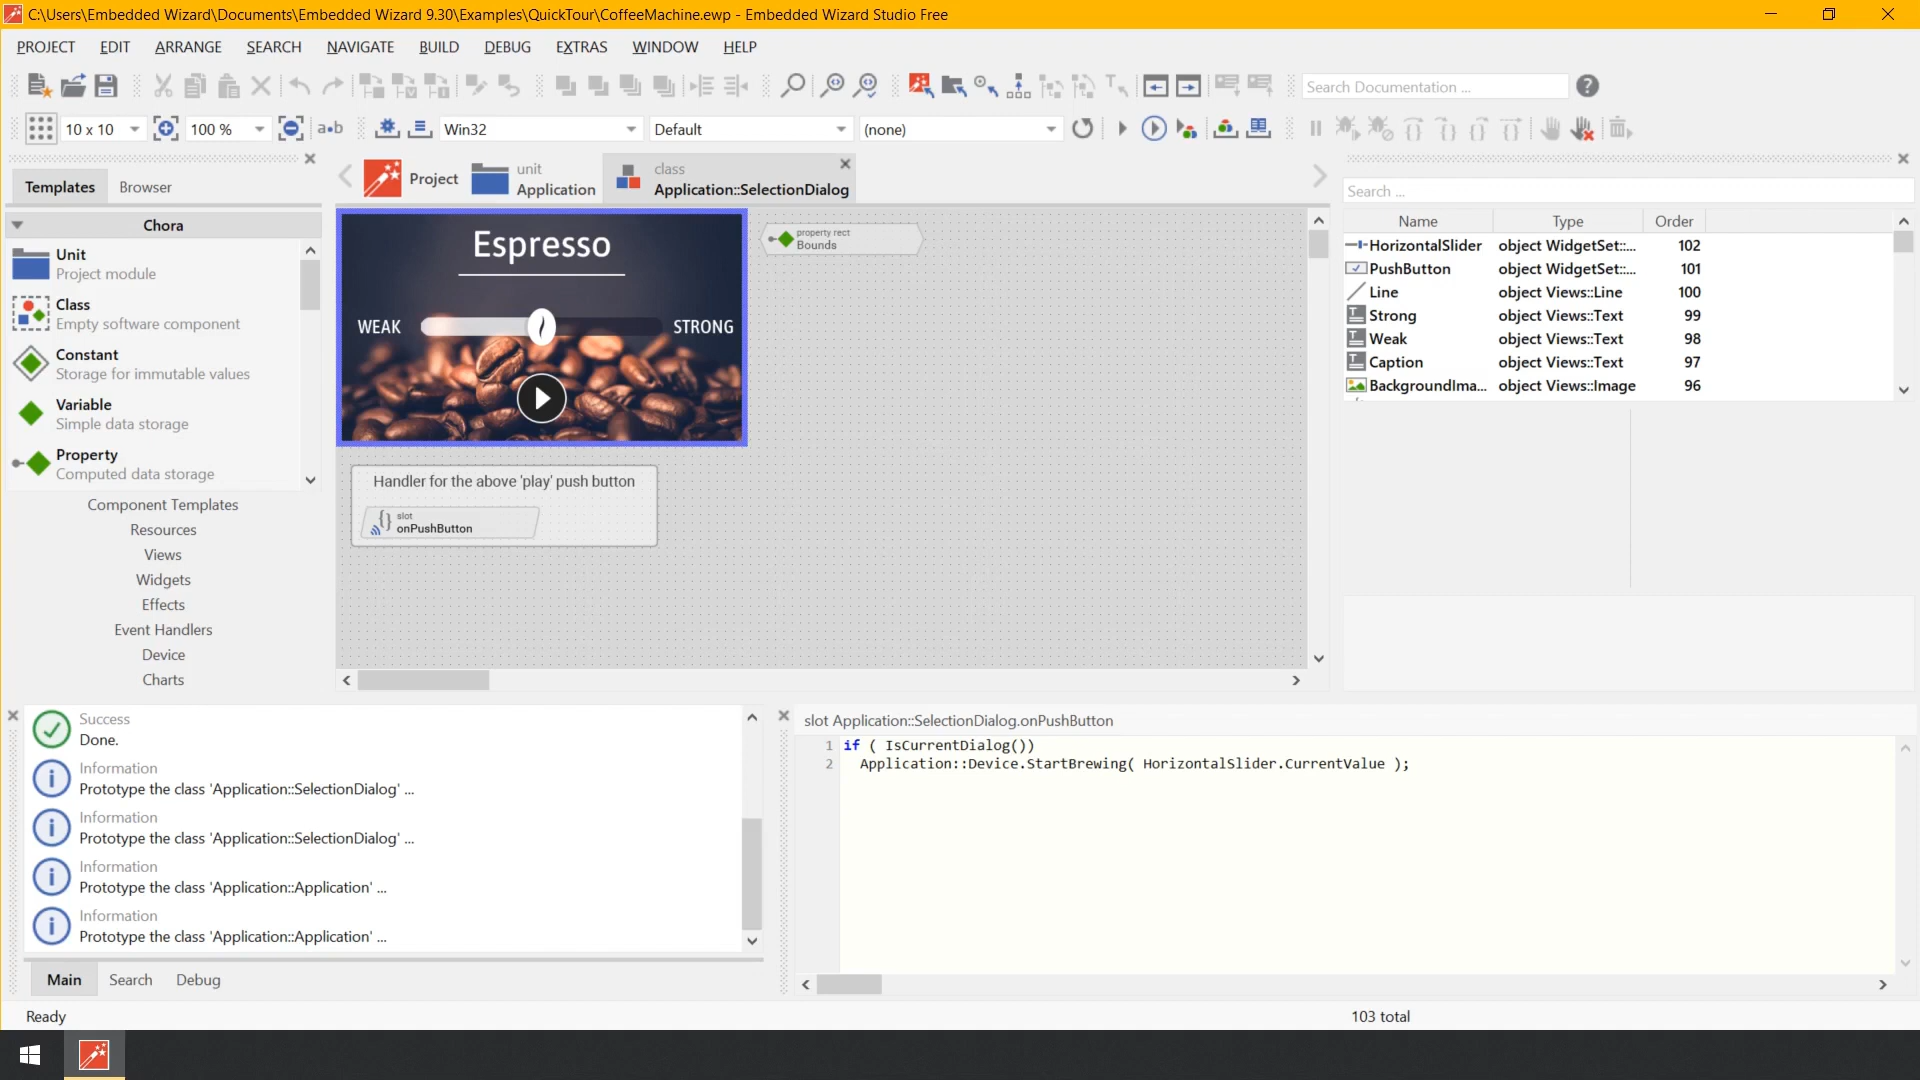 C:\Users\Embedded Wizard\Documents\Embedded Wizard 9.30\Examples\QuickTour\CoffeeMachine.ewp - Embedded Wizard Studio Free
PROJECT EDIT ARRANGE SEARCH NAVIGATE BUILD DEBUG EXTRAS WINDOW HELP
Search Documentation ...
10 x 10 100 % a•b Win32 Default (none)
Templates Browser
Chora
Unit
Project module
Class
Empty software component
Constant
Storage for immutable values
Variable
Simple data storage
Property
Computed data storage
Component Templates
Resources
Views
Widgets
Effects
Event Handlers
Device
Charts
Project
unit
Application
class
Application::SelectionDialog
Espresso
WEAK STRONG
property rect
Bounds
Handler for the above 'play' push button
slot
onPushButton
Search ...
Name Type Order
HorizontalSlider object WidgetSet::... 102
PushButton object WidgetSet::... 101
Line object Views::Line 100
Strong object Views::Text 99
Weak object Views::Text 98
Caption object Views::Text 97
BackgroundIma... object Views::Image 96
Success
Done.
Information
Prototype the class 'Application::SelectionDialog' ...
Information
Prototype the class 'Application::SelectionDialog' ...
Information
Prototype the class 'Application::Application' ...
Information
Prototype the class 'Application::Application' ...
Main Search Debug
slot Application::SelectionDialog.onPushButton
1 if ( IsCurrentDialog())
2 Application::Device.StartBrewing( HorizontalSlider.CurrentValue );
Ready
103 total